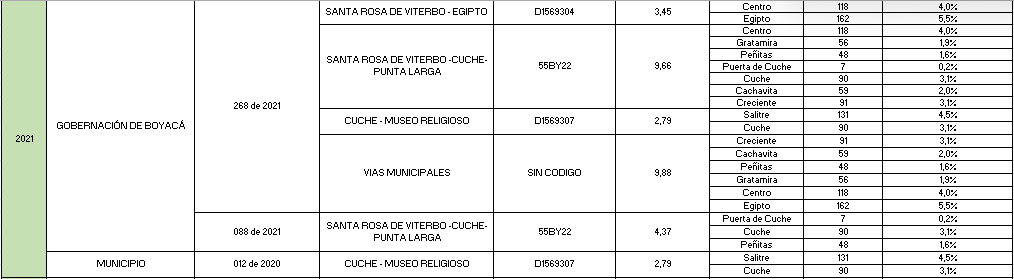 2021
GOBERNACIÓN DE BOYACÁ
268 de 2021
SANTA ROSA DE VITERBO - EGIPTO D1569304 3,45
Centro 118 4,0%
Egipto 162 5,5%
SANTA ROSA DE VITERBO -CUCHE-
PUNTA LARGA
55BY22 9,66
Centro 118 4,0%
Gratamira 56 1,9%
Peñitas 48 1,6%
Puerta de Cuche 7 0,2%
Cuche 90 3,1%
Cachavita 59 2,0%
Creciente 91 3,1%
CUCHE - MUSEO RELIGIOSO D1569307 2,79
Salitre 131 4,5%
Cuche 90 3,1%
VIAS MUNICIPALES SIN CODIGO 9,88
Creciente 91 3,1%
Cachavita 59 2,0%
Peñitas 48 1,6%
Gratamira 56 1,9%
Centro 118 4,0%
Egipto 162 5,5%
088 de 2021
SANTA ROSA DE VITERBO -CUCHE-
PUNTA LARGA
55BY22 4,37
Puerta de Cuche 7 0,2%
Cuche 90 3,1%
Peñitas 48 1,6%
MUNICIPIO 012 de 2020 CUCHE - MUSEO RELIGIOSO D1569307 2,79
Salitre 131 4,5%
Cuche 90 3,1%